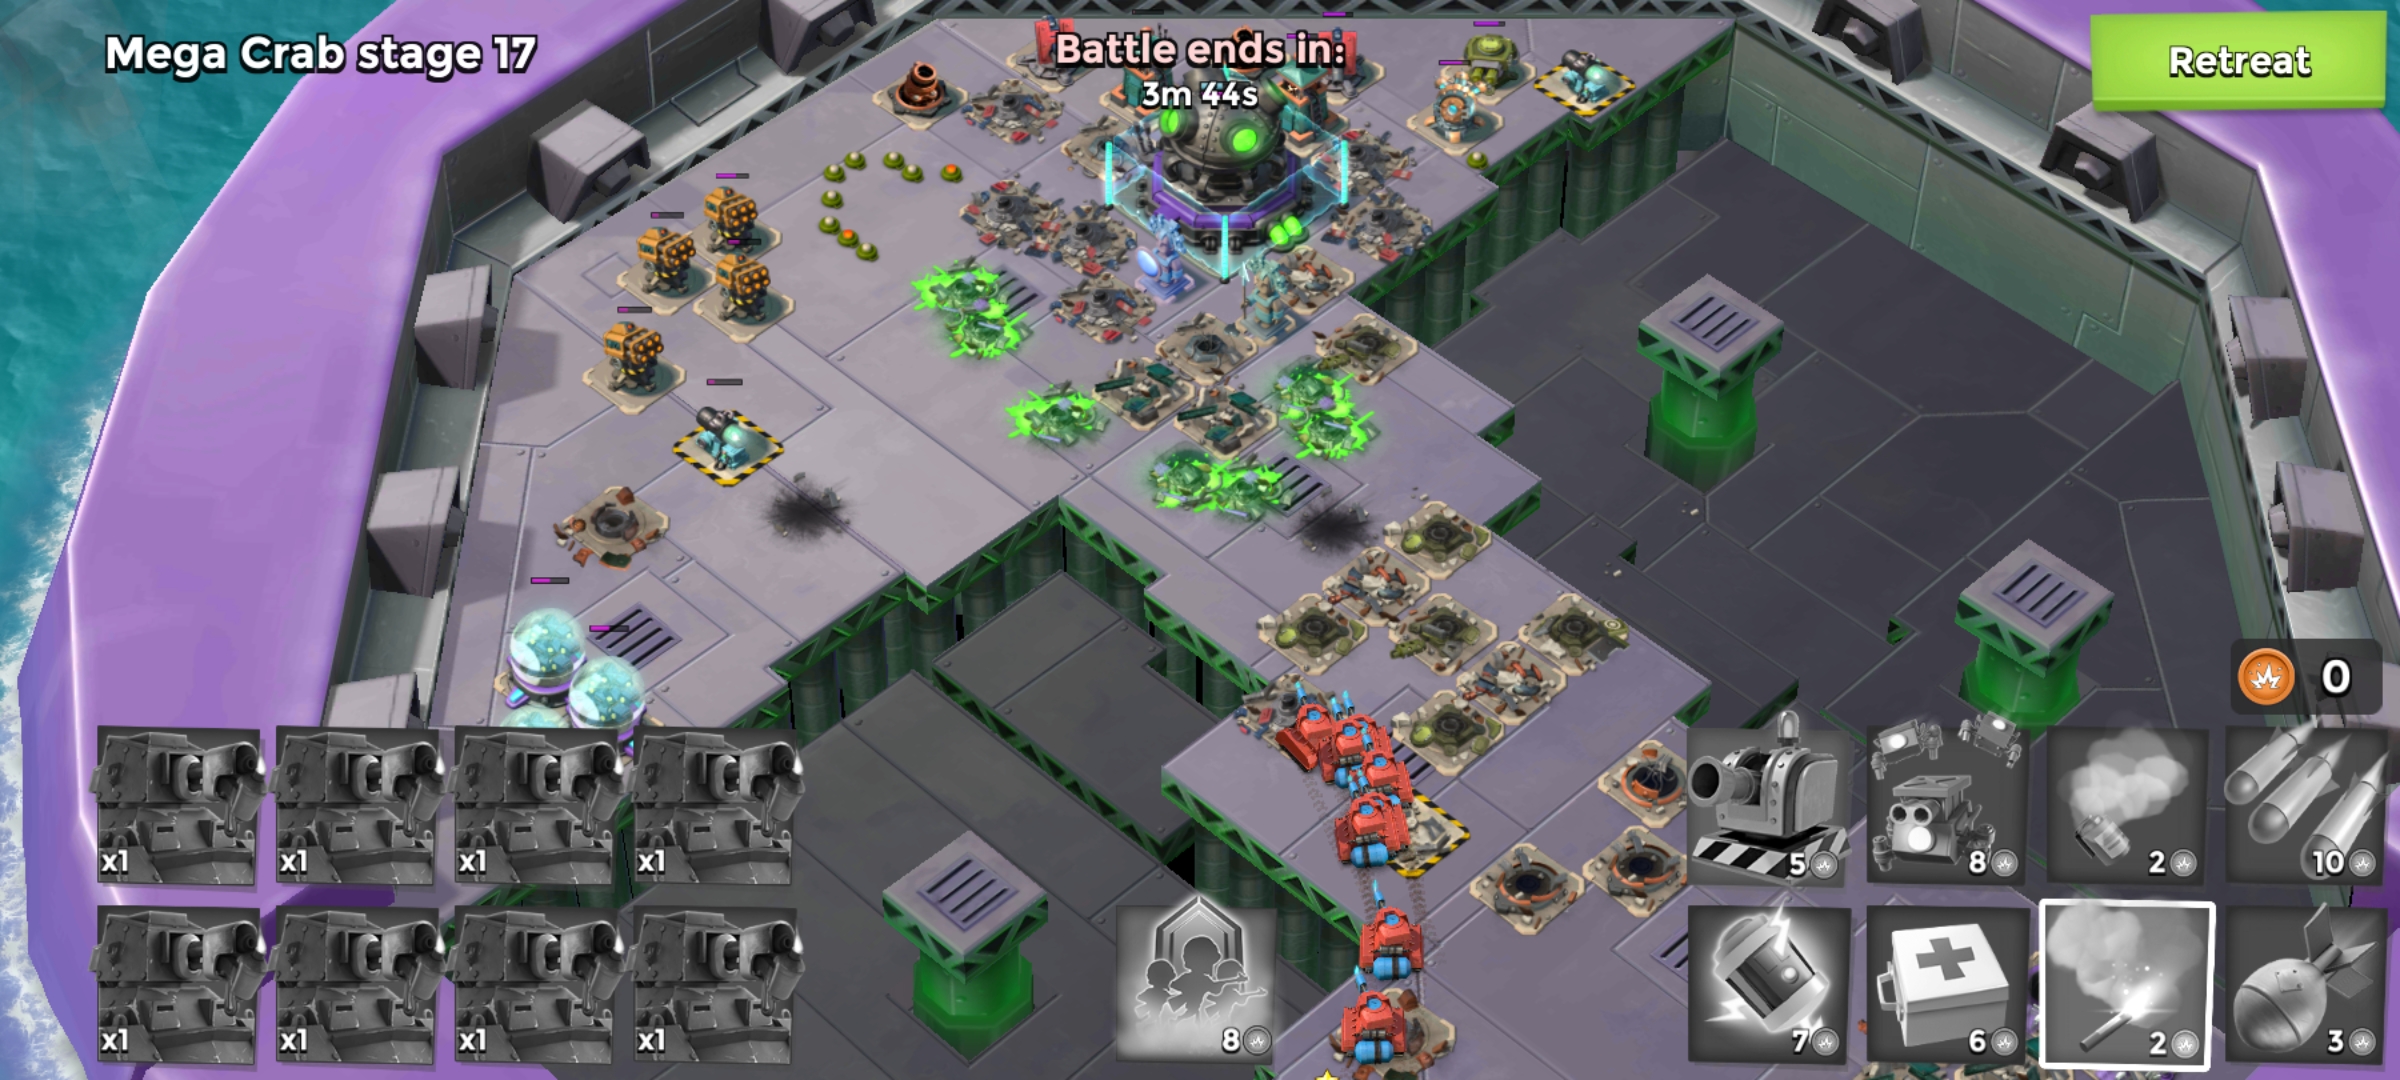 Mega Crab stage 17
Battle ends in:
3m 44s
Retreat
0
x1
x1
x1
x1
5
8
2
10
x1
x1
x1
x1
8
7
6
2
3